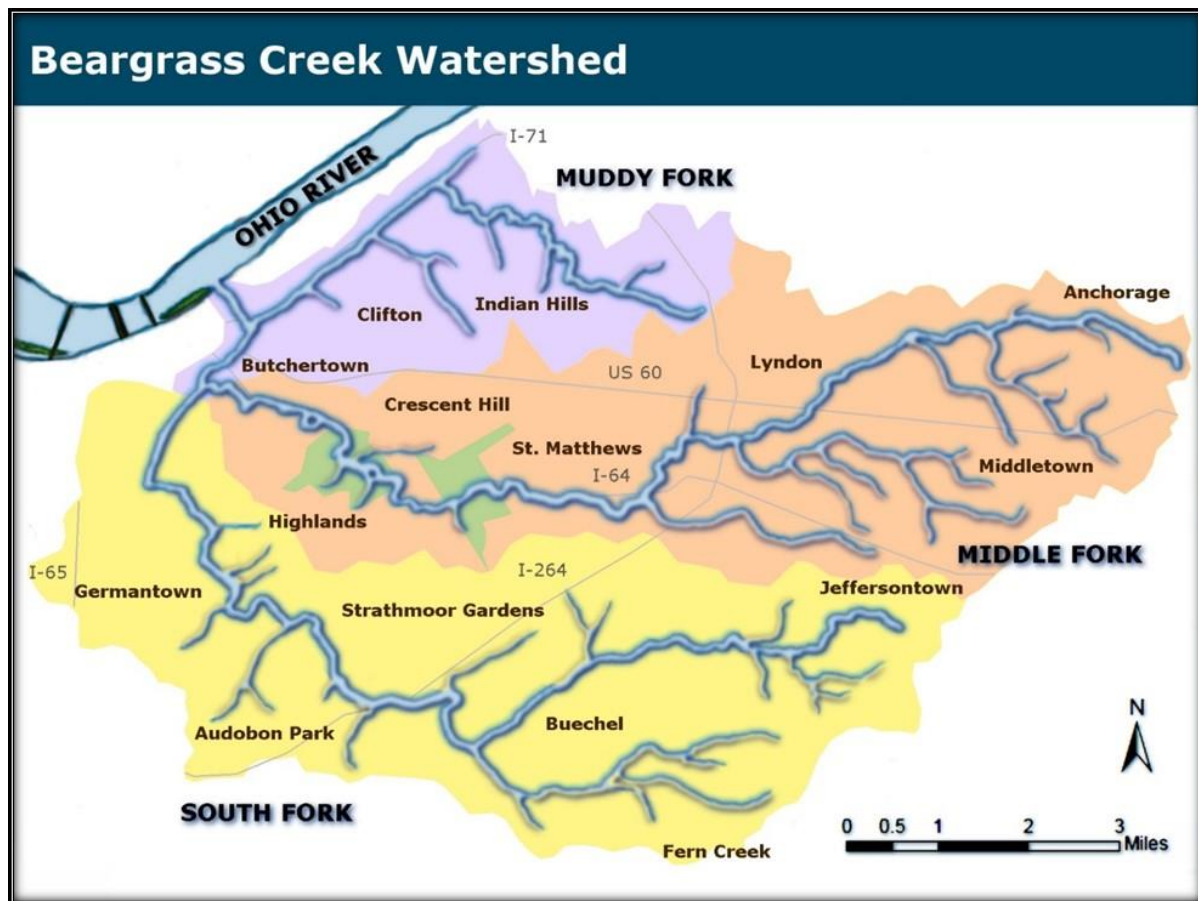 Beargrass Creek Watershed
I-71
MUDDY FORK
OHIO RIVER
Anchorage
Indian Hills
Clifton
Butchertown
Lyndon
US 60
Crescent Hill
St. Matthews
Middletown
I-64
Highlands
MIDDLE FORK
I-65
I-264
Germantown
Jeffersontown
Strathmoor Gardens
Buechel
Audobon Park
N
SOUTH FORK
0 0.5 1 2 3
Miles
Fern Creek